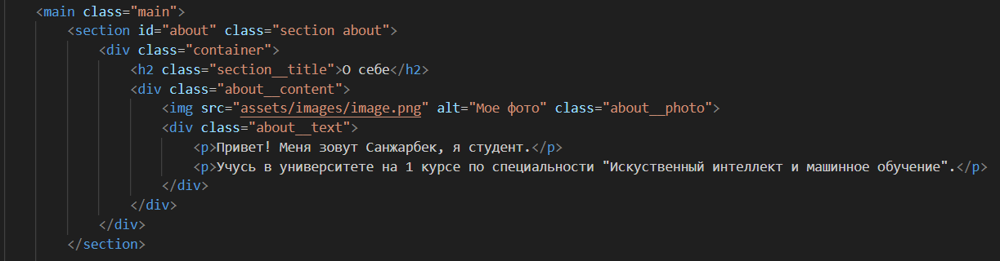 <main class="main">
<section id="about" class="section about">
<div class="container">
<h2 class="section__title">О себе</h2>
<div class="about__content">
<img src="assets/images/image.png" alt="Мое фото" class="about__photo">
<div class="about__text">
<p>Привет! Меня зовут Санжарбек, я студент.</p>
<p>Учусь в университете на 1 курсе по специальности "Искуственный интеллект и машинное обучение".</p>
</div>
</div>
</div>
</section>